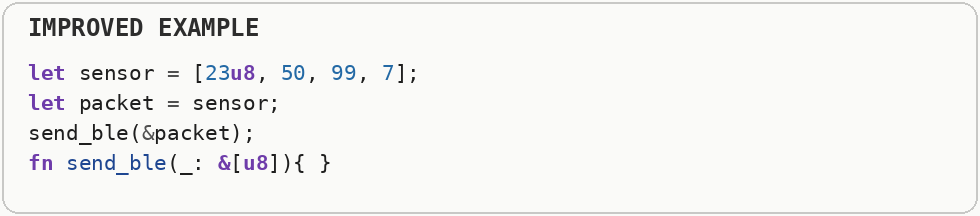 IMPROVED EXAMPLE
let sensor = [23u8, 50, 99, 7];
let packet = sensor;
send_ble(&packet);
fn send_ble(_: &[u8]){ }